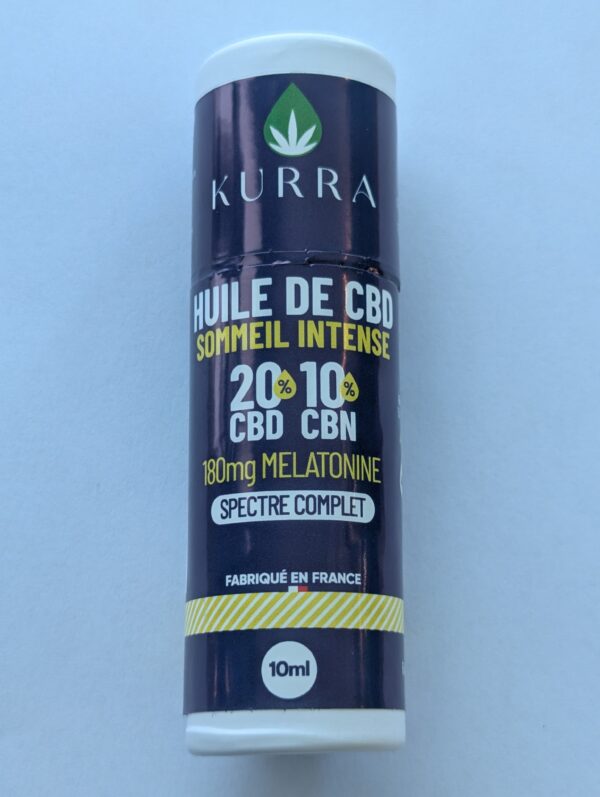 KURRA
HUILE DE CBD
SOMMEIL INTENSE
20% 10%
CBD CBN
180mg MELATONINE
SPECTRE COMPLET
FABRIQUÉ EN FRANCE
10ml